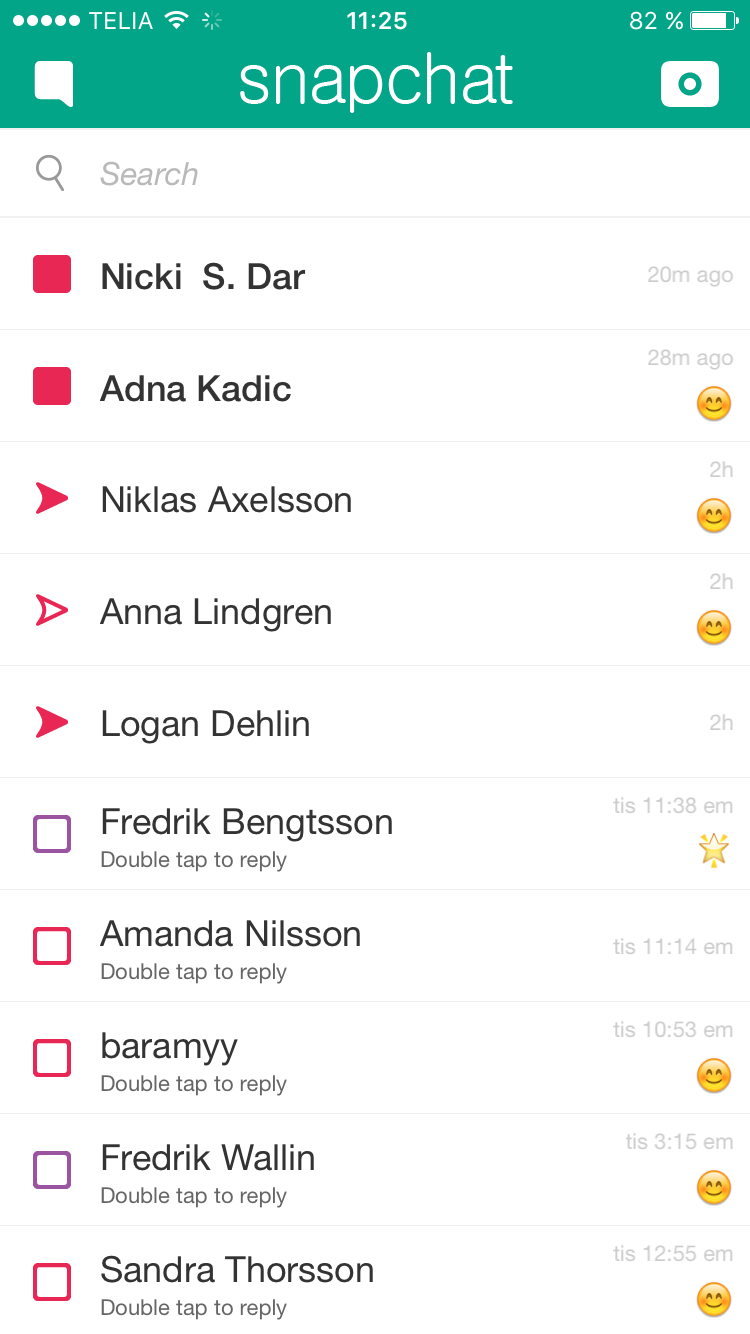 TELIA 11:25 82 %
snapchat
Search
Nicki  S. Dar
20m ago
Adna Kadic
28m ago
Niklas Axelsson
2h
Anna Lindgren
2h
Logan Dehlin
2h
Fredrik Bengtsson
tis 11:38 em
Double tap to reply
Amanda Nilsson
tis 11:14 em
Double tap to reply
baramyy
tis 10:53 em
Double tap to reply
Fredrik Wallin
tis 3:15 em
Double tap to reply
Sandra Thorsson
tis 12:55 em
Double tap to reply